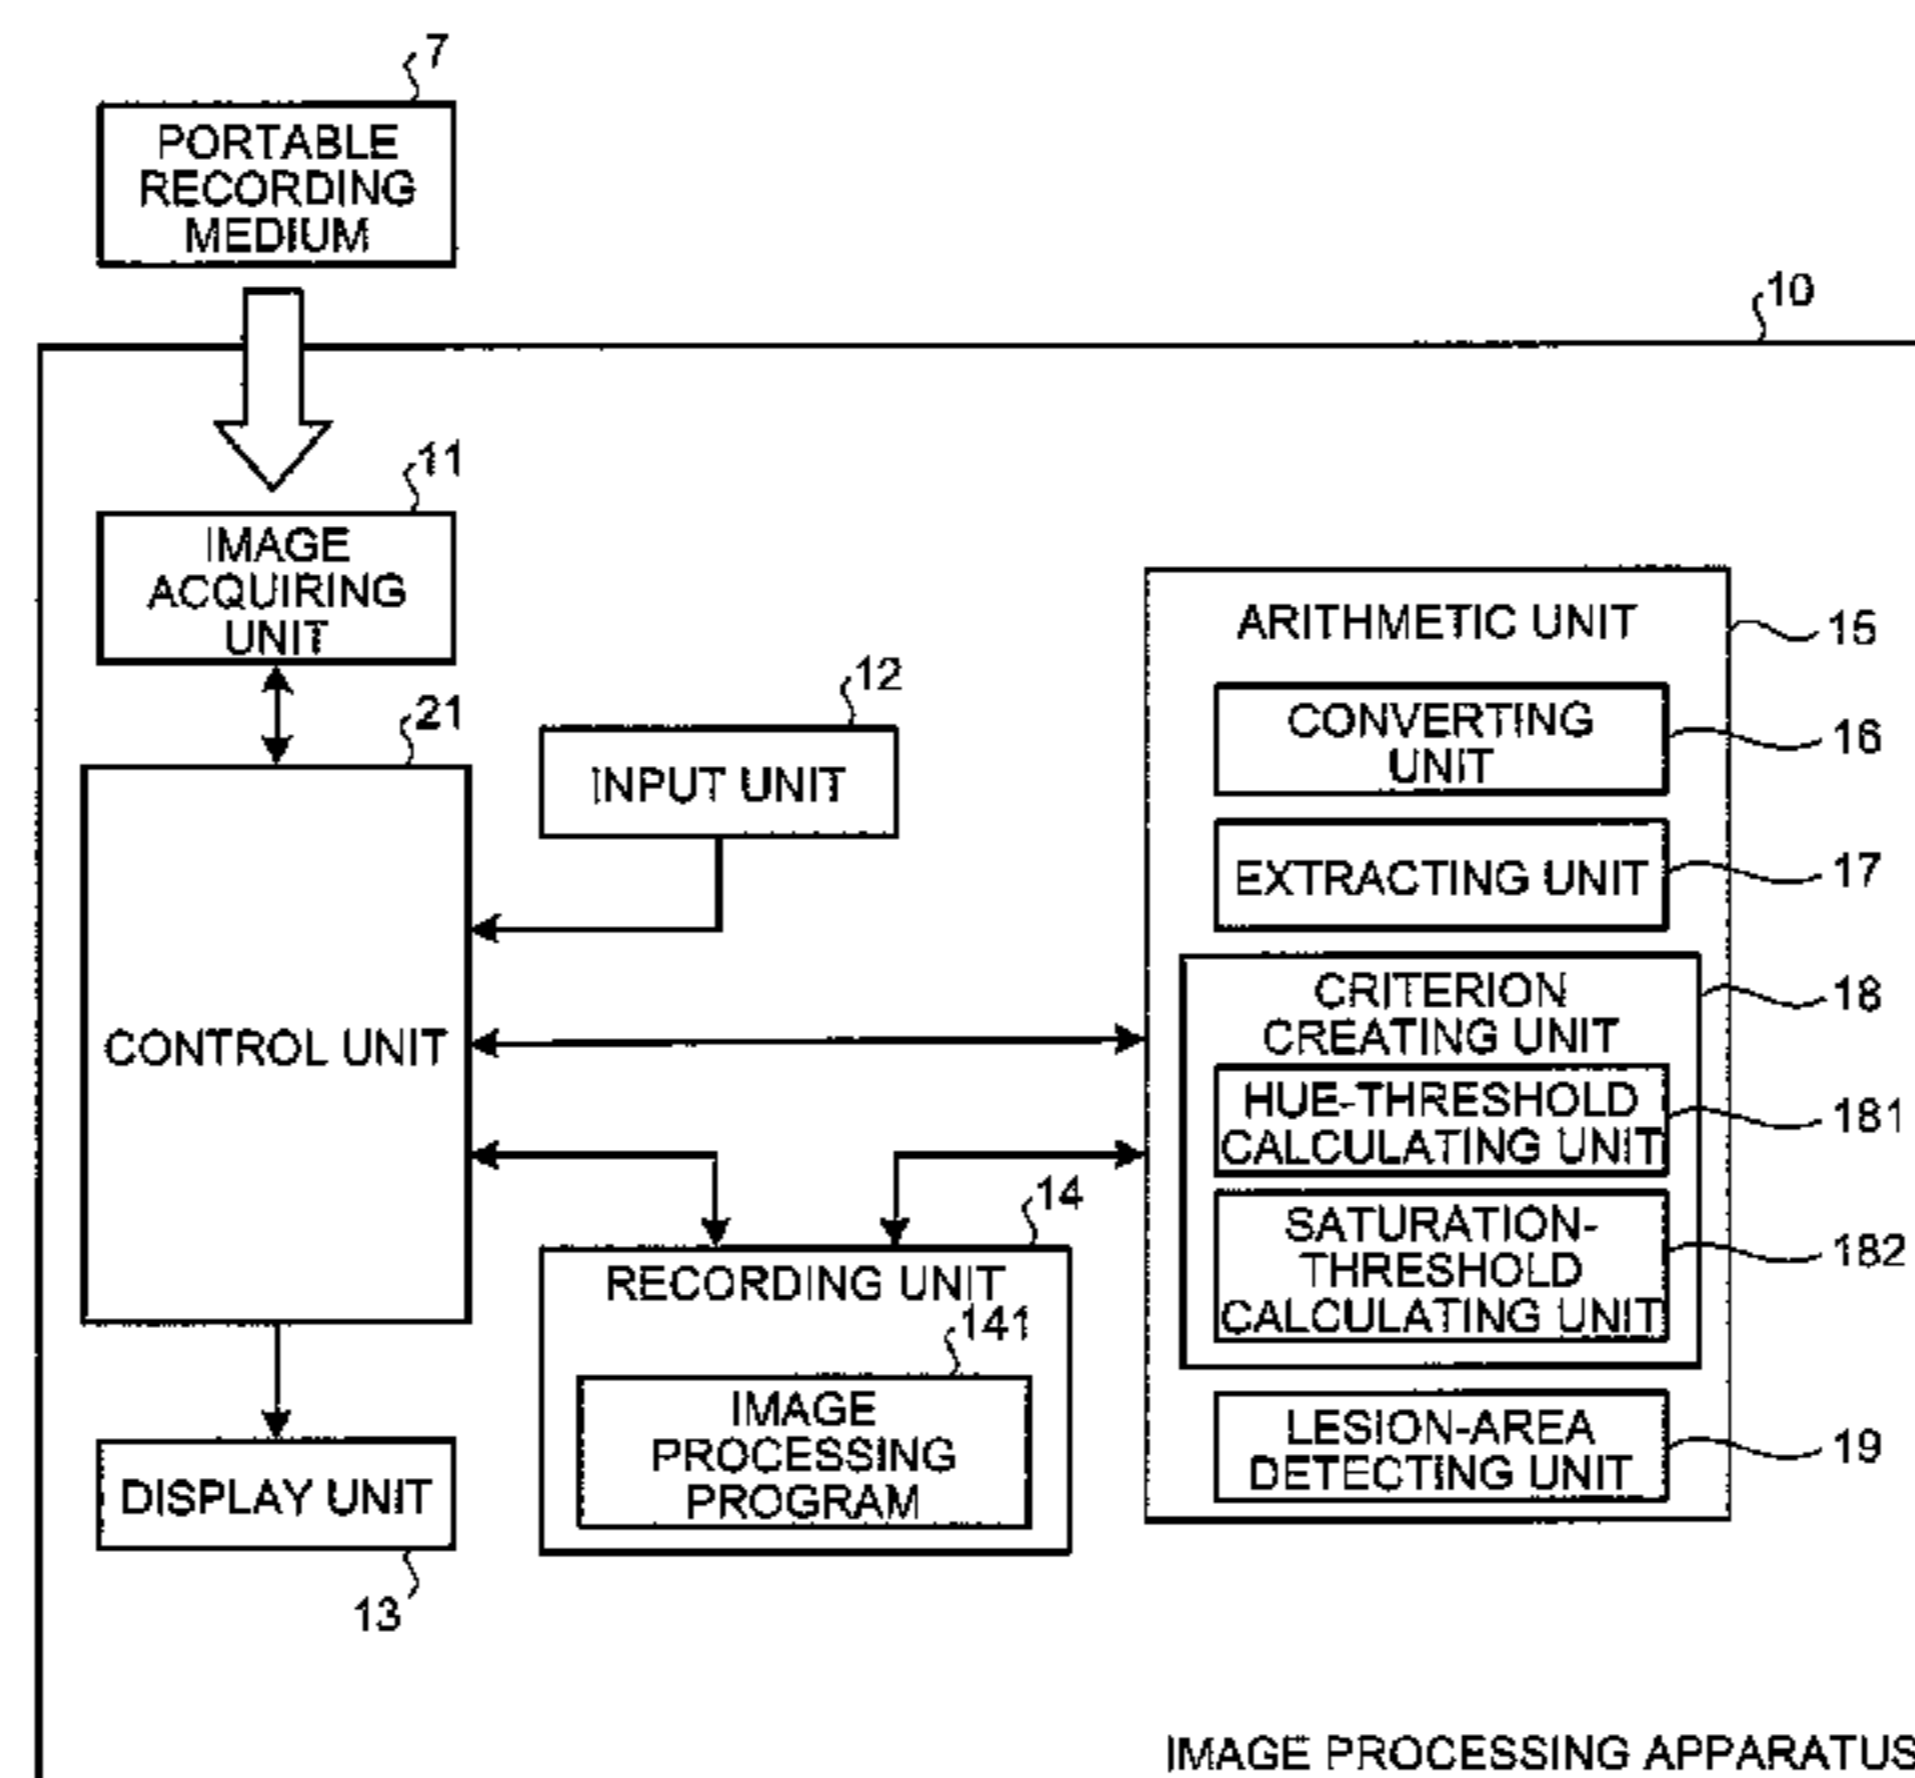 7
PORTABLE
RECORDING
MEDIUM
10
11
IMAGE
ACQUIRING
UNIT
21
CONTROL UNIT
12
INPUT UNIT
ARITHMETIC UNIT
15
CONVERTING
UNIT
16
EXTRACTING UNIT
17
CRITERION
CREATING UNIT
18
HUE-THRESHOLD
CALCULATING UNIT
181
SATURATION-
THRESHOLD
CALCULATING UNIT
182
LESION-AREA
DETECTING UNIT
19
14
RECORDING UNIT
141
IMAGE
PROCESSING
PROGRAM
DISPLAY UNIT
13
IMAGE PROCESSING APPARATUS